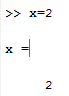 >> x=2
x =
2